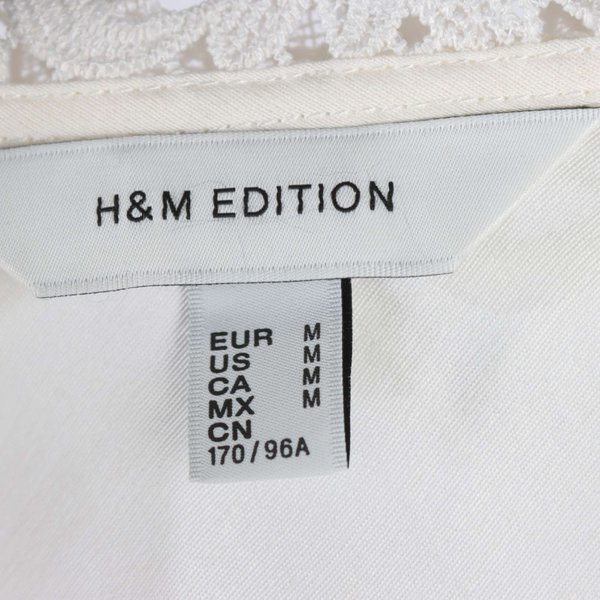 H&M EDITION
EUR M
US M
CA M
MX M
CN
170/96A